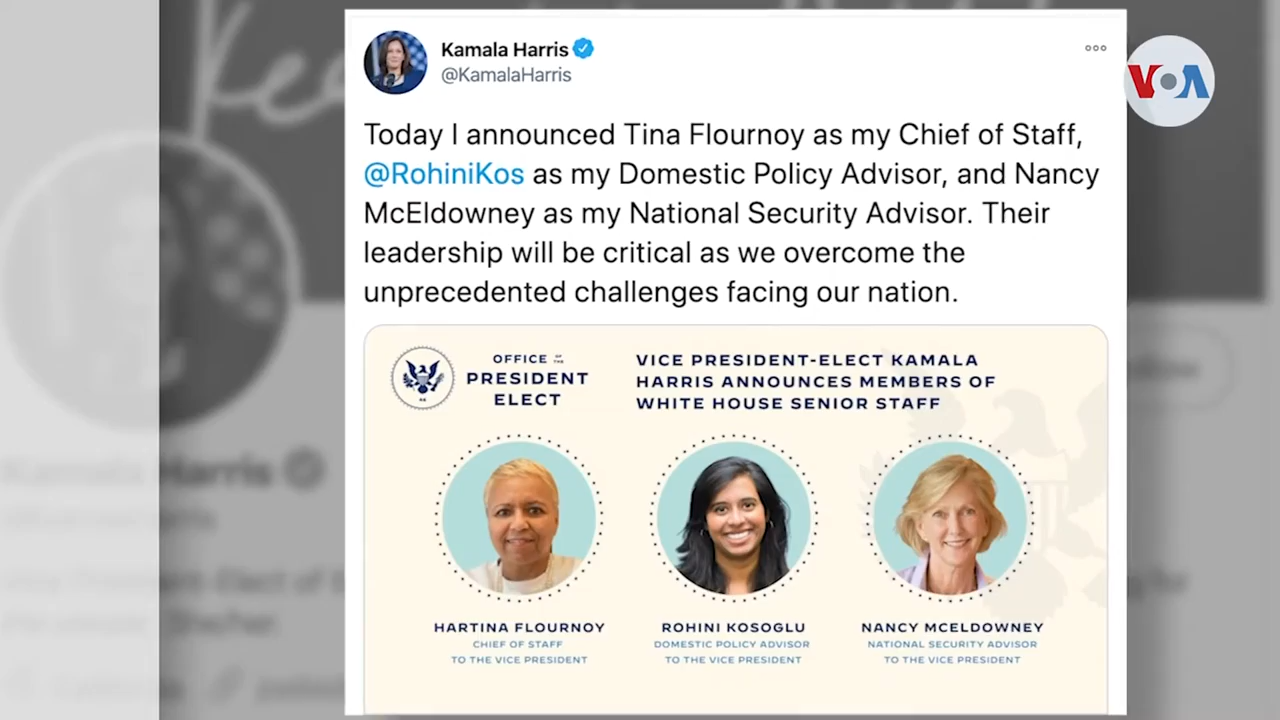 Kamala Harris
@KamalaHarris
VOA
Today I announced Tina Flournoy as my Chief of Staff,
@RohiniKos as my Domestic Policy Advisor, and Nancy
McEldowney as my National Security Advisor. Their
leadership will be critical as we overcome the
unprecedented challenges facing our nation.
OFFICE OF THE
PRESIDENT
ELECT
VICE PRESIDENT-ELECT KAMALA
HARRIS ANNOUNCES MEMBERS OF
WHITE HOUSE SENIOR STAFF
HARTINA FLOURNOY
CHIEF OF STAFF
TO THE VICE PRESIDENT
ROHINI KOSOGLU
DOMESTIC POLICY ADVISOR
TO THE VICE PRESIDENT
NANCY MCELDOWNEY
NATIONAL SECURITY ADVISOR
TO THE VICE PRESIDENT
Kamala Harris